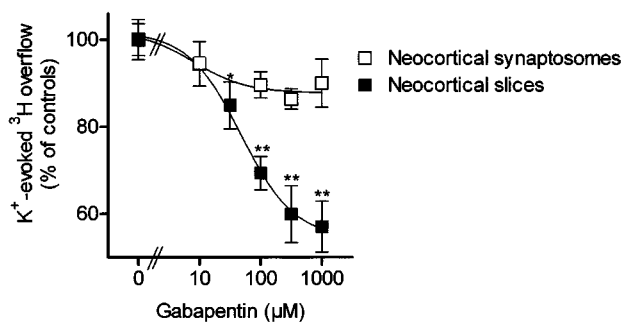 K⁺-evoked ³H overflow
(% of controls)
100
80
60
*
**
**
**
0
10
100
1000
Gabapentin (µM)
Neocortical synaptosomes
Neocortical slices